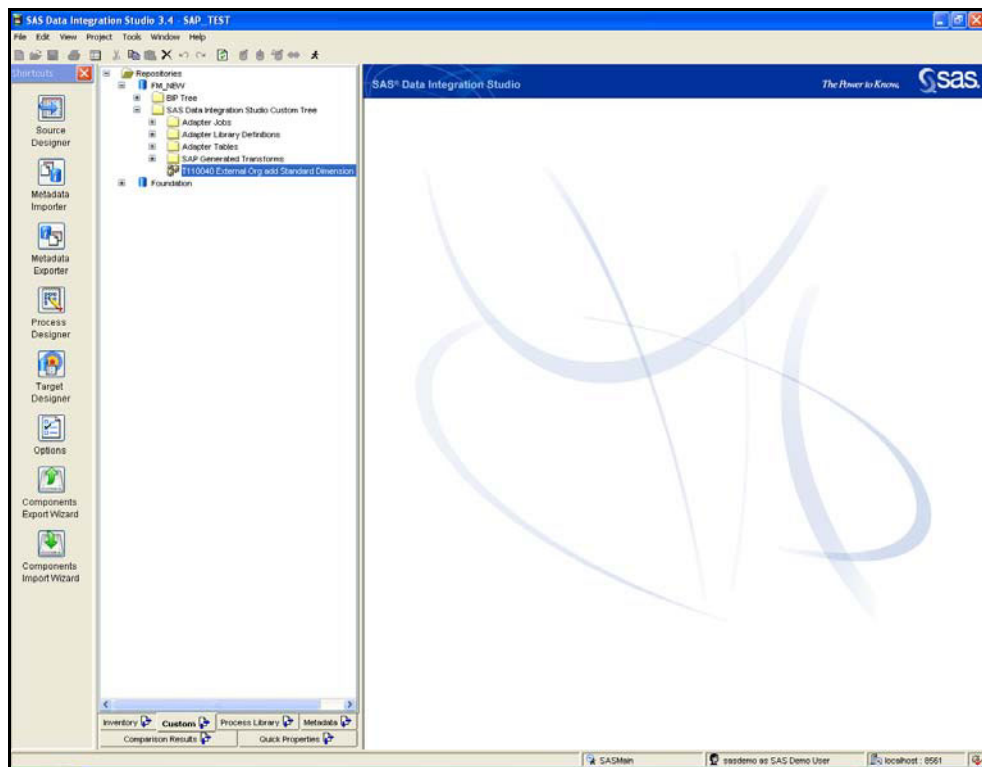 SAS Data Integration Studio 3.4 - SAP_TEST
File Edit View Project Tools Window Help
Shortcuts
Source
Designer
Metadata
Importer
Metadata
Exporter
Process
Designer
Target
Designer
Options
Components
Export Wizard
Components
Import Wizard
Repositories
FM_NEW
BIP Tree
SAS Data Integration Studio Custom Tree
Adapter Jobs
Adapter Library Definitions
Adapter Tables
SAP Generated Transforms
T110040 External Org add Standard Dimension
Foundation
Inventory Custom Process Library Metadata
Comparison Results Quick Properties
SAS® Data Integration Studio
The Power to Know.
sas.
SASMain
sasdemo as SAS Demo User
localhost : 8561